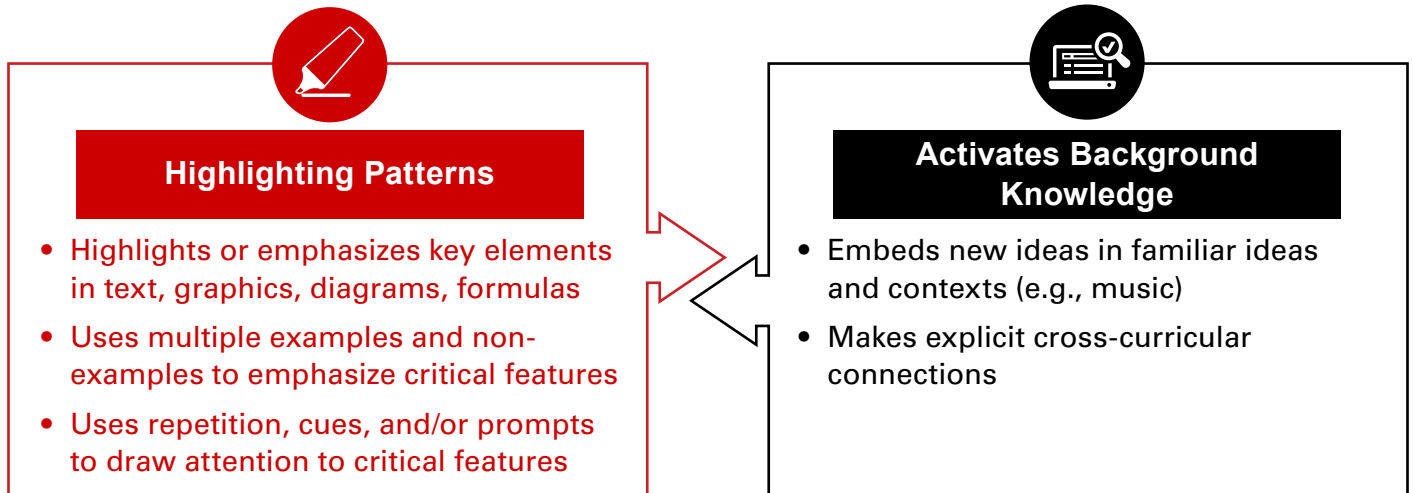 Highlighting Patterns
• Highlights or emphasizes key elements
in text, graphics, diagrams, formulas
• Uses multiple examples and non-
examples to emphasize critical features
• Uses repetition, cues, and/or prompts
to draw attention to critical features
Activates Background
Knowledge
• Embeds new ideas in familiar ideas
and contexts (e.g., music)
• Makes explicit cross-curricular
connections